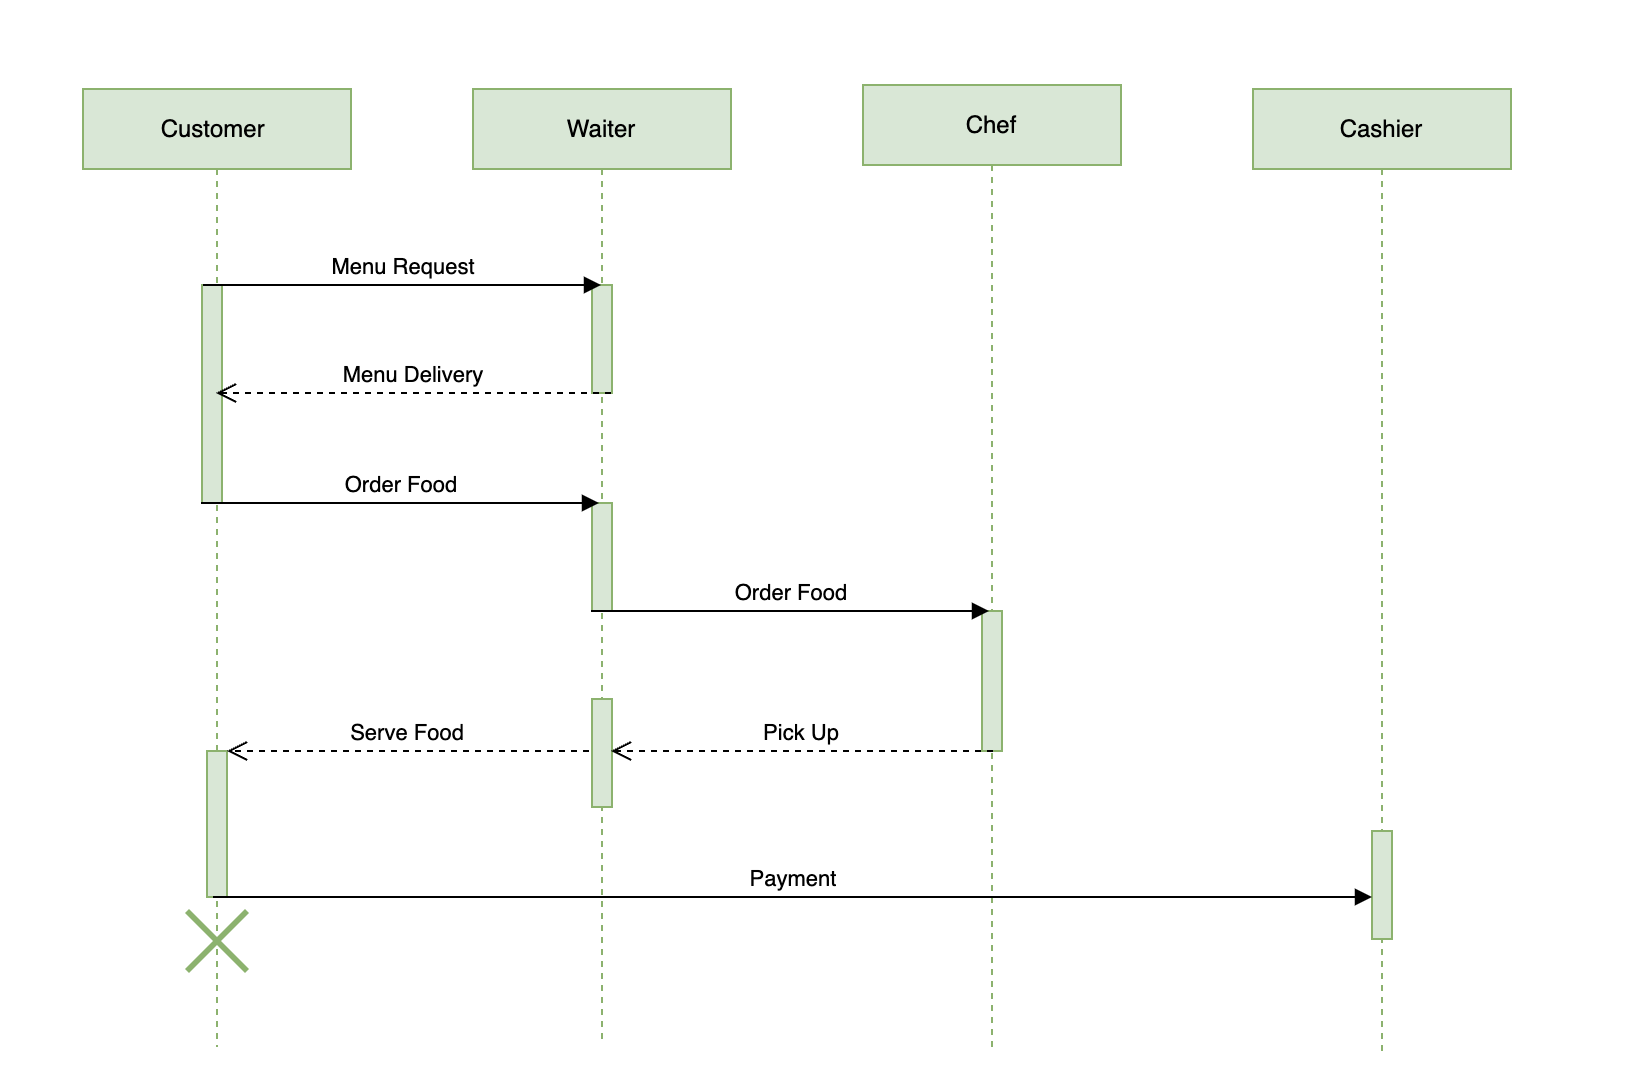 Customer
Waiter
Chef
Cashier
Menu Request
Menu Delivery
Order Food
Order Food
Serve Food
Pick Up
Payment